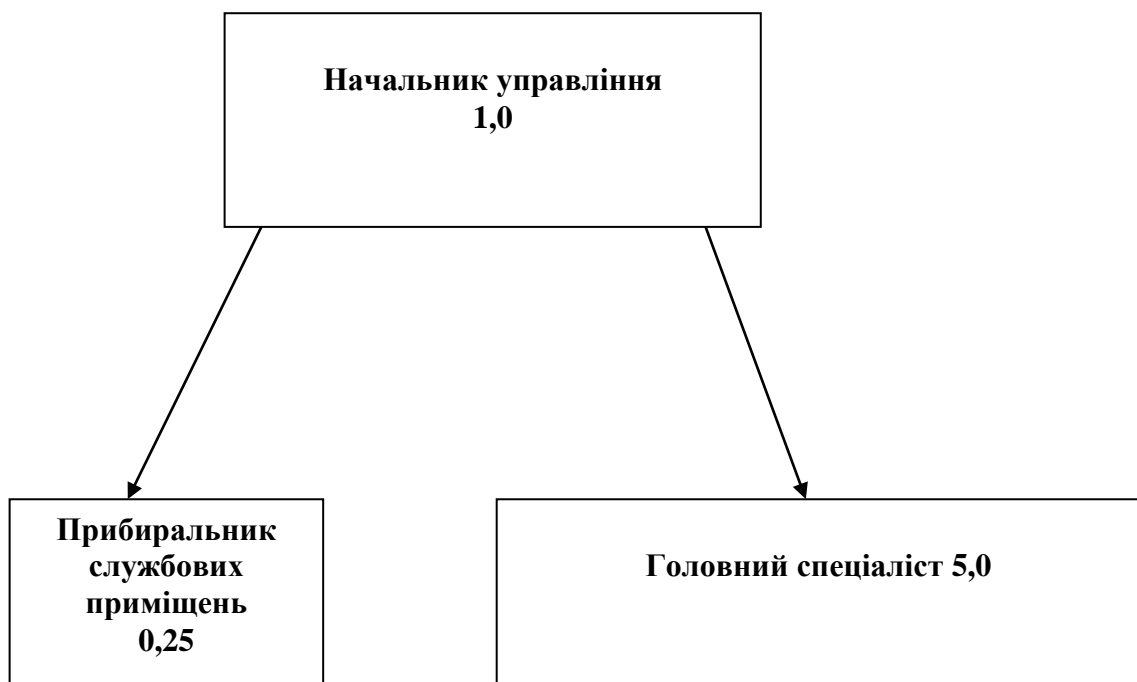 Начальник управління
1,0
Прибиральник
службових
приміщень
0,25
Головний спеціаліст 5,0